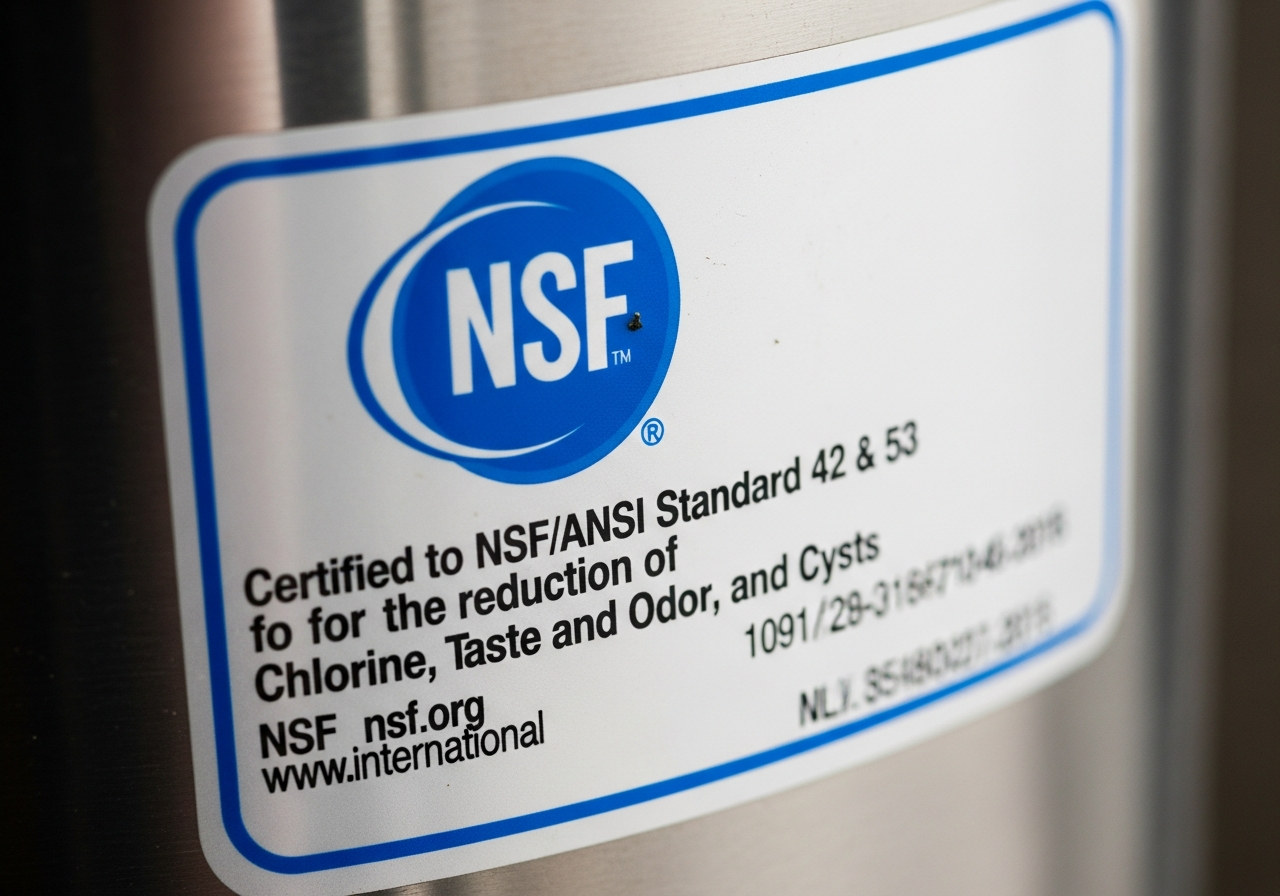 NSF
TM
®
Certified to NSF/ANSI Standard 42 & 53
fo for the reduction of
Chlorine, Taste and Odor, and Cysts
NSF nsf.org
www.international